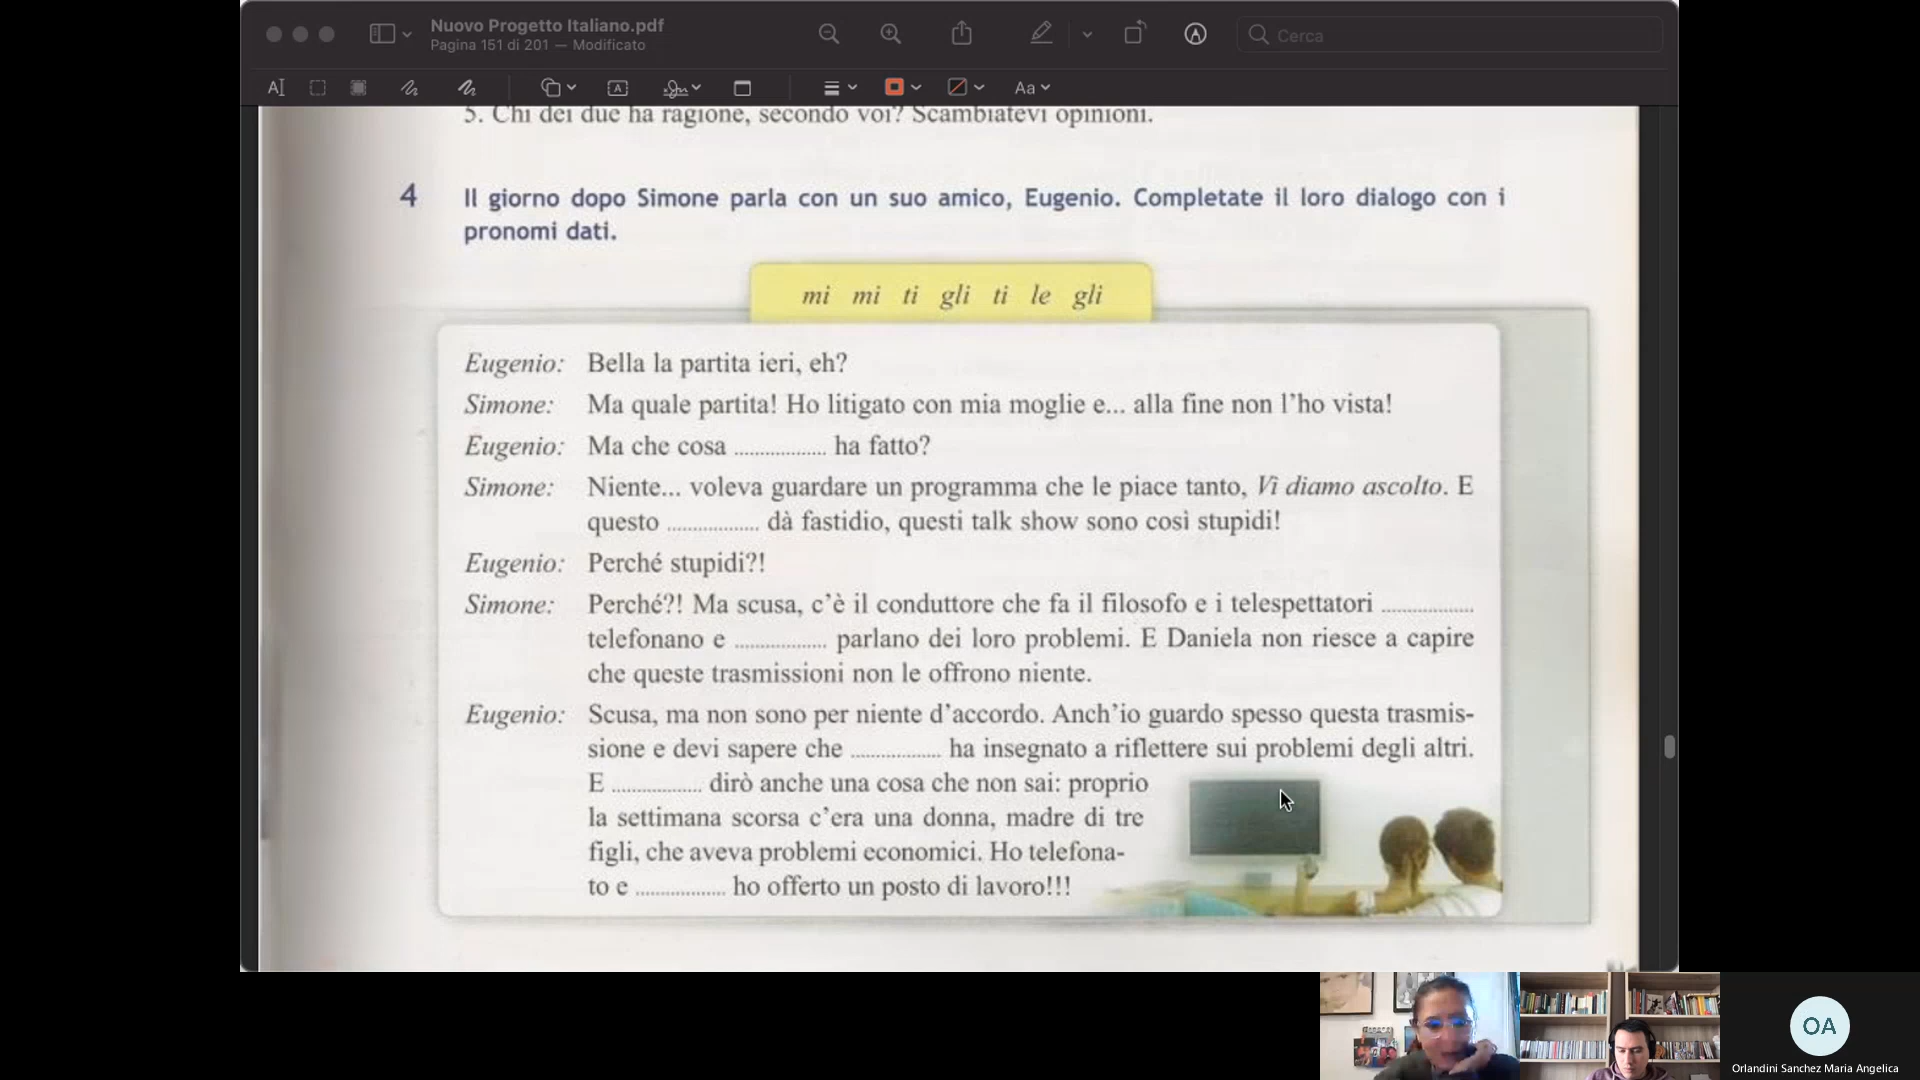 Nuovo Progetto Italiano.pdf
Pagina 151 di 201 — Modificato
Cerca
Aa
5. Chi dei due ha ragione, secondo voi? Scambiatevi opinioni.
4 Il giorno dopo Simone parla con un suo amico, Eugenio. Completate il loro dialogo con i
pronomi dati.
mi mi ti gli ti le gli
Eugenio: Bella la partita ieri, eh?
Simone: Ma quale partita! Ho litigato con mia moglie e... alla fine non l'ho vista!
Eugenio: Ma che cosa .................. ha fatto?
Simone: Niente... voleva guardare un programma che le piace tanto, Vi diamo ascolto. E
questo .................. dà fastidio, questi talk show sono così stupidi!
Eugenio: Perché stupidi?!
Simone: Perché?! Ma scusa, c'è il conduttore che fa il filosofo e i telespettatori ..................
telefonano e .................. parlano dei loro problemi. E Daniela non riesce a capire
che queste trasmissioni non le offrono niente.
Eugenio: Scusa, ma non sono per niente d'accordo. Anch'io guardo spesso questa trasmis-
sione e devi sapere che .................. ha insegnato a riflettere sui problemi degli altri.
E .................. dirò anche una cosa che non sai: proprio
la settimana scorsa c'era una donna, madre di tre
figli, che aveva problemi economici. Ho telefona-
to e .................. ho offerto un posto di lavoro!!!
OA
Orlandini Sanchez Maria Angelica